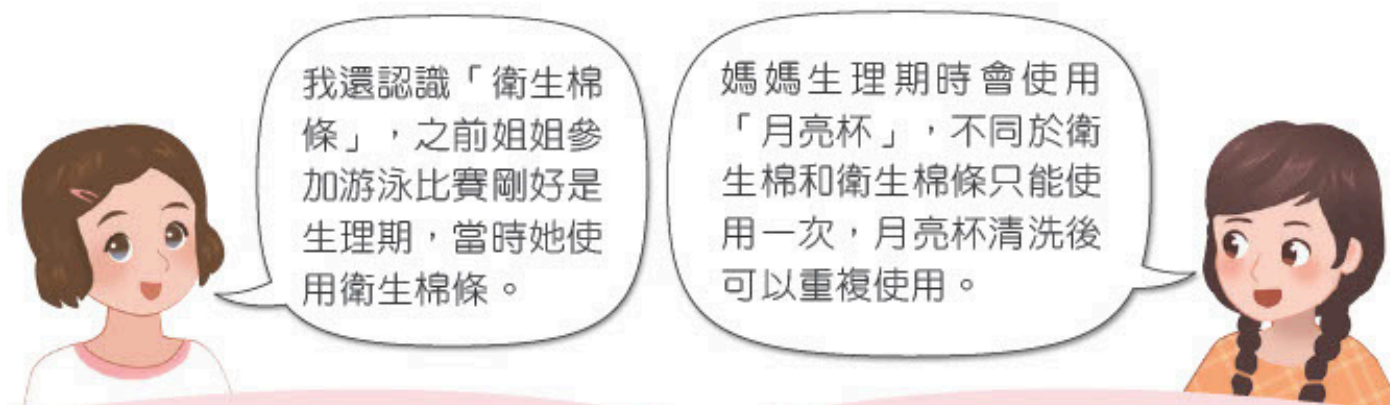 我還認識「衛生棉
條」，之前姐姐參
加游泳比賽剛好是
生理期，當時她使
用衛生棉條。
媽媽生理期時會使用
「月亮杯」，不同於衛
生棉和衛生棉條只能使
用一次，月亮杯清洗後
可以重複使用。